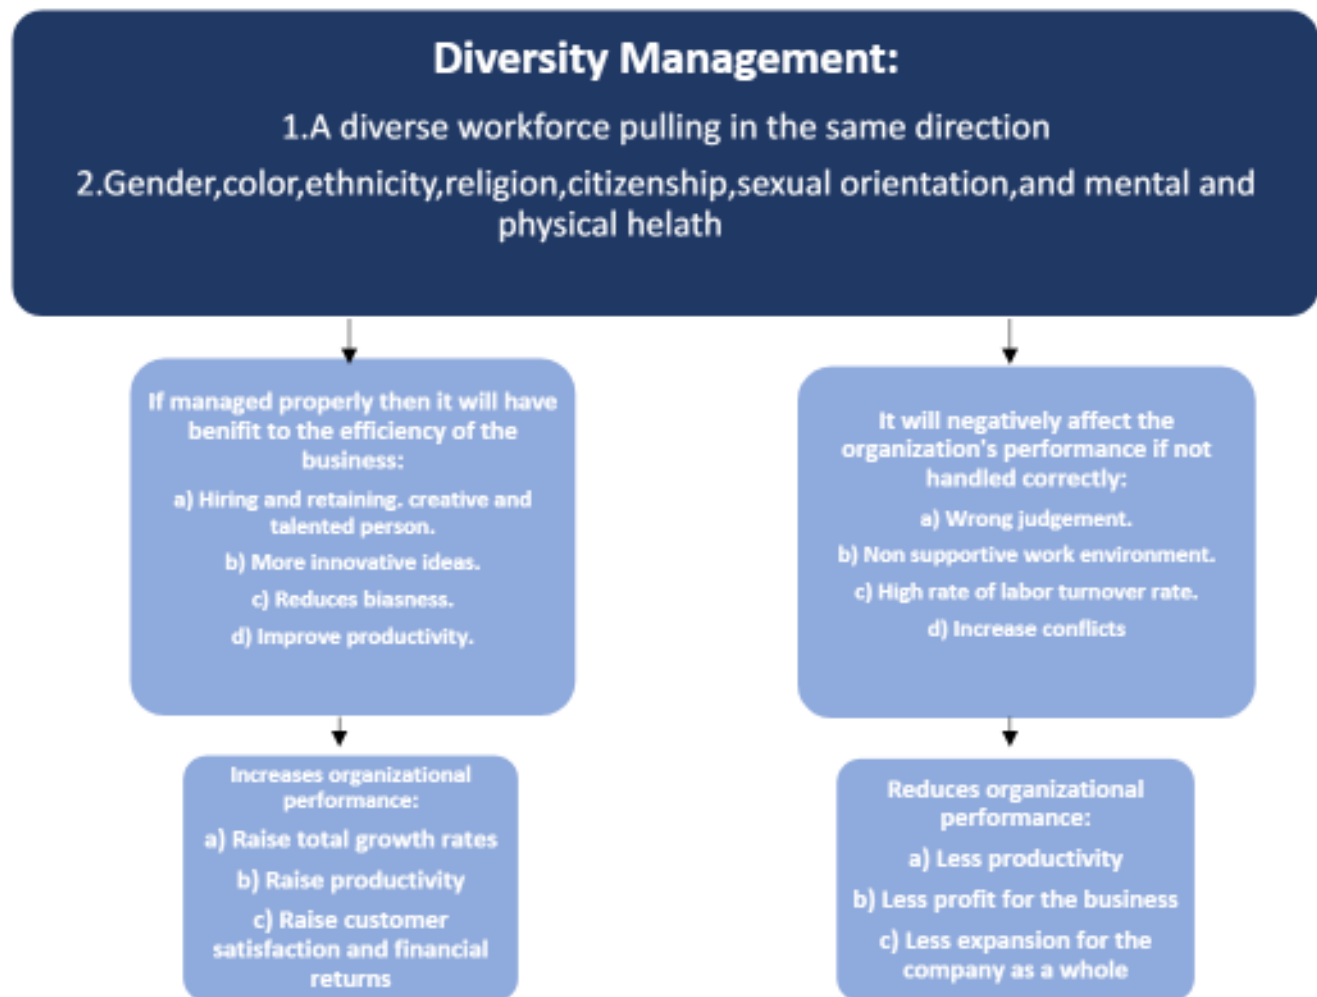 Diversity Management:
1.A diverse workforce pulling in the same direction
2.Gender,color,ethnicity,religion,citizenship,sexual orientation,and mental and
physical helath
If managed properly then it will have
benifit to the efficiency of the
business:
a) Hiring and retaining. creative and
talented person.
b) More innovative ideas.
c) Reduces biasness.
d) Improve productivity.
It will negatively affect the
organization's performance if not
handled correctly:
a) Wrong judgement.
b) Non supportive work environment.
c) High rate of labor turnover rate.
d) Increase conflicts
Increases organizational
performance:
a) Raise total growth rates
b) Raise productivity
c) Raise customer
satisfaction and financial
returns
Reduces organizational
performance:
a) Less productivity
b) Less profit for the business
c) Less expansion for the
company as a whole